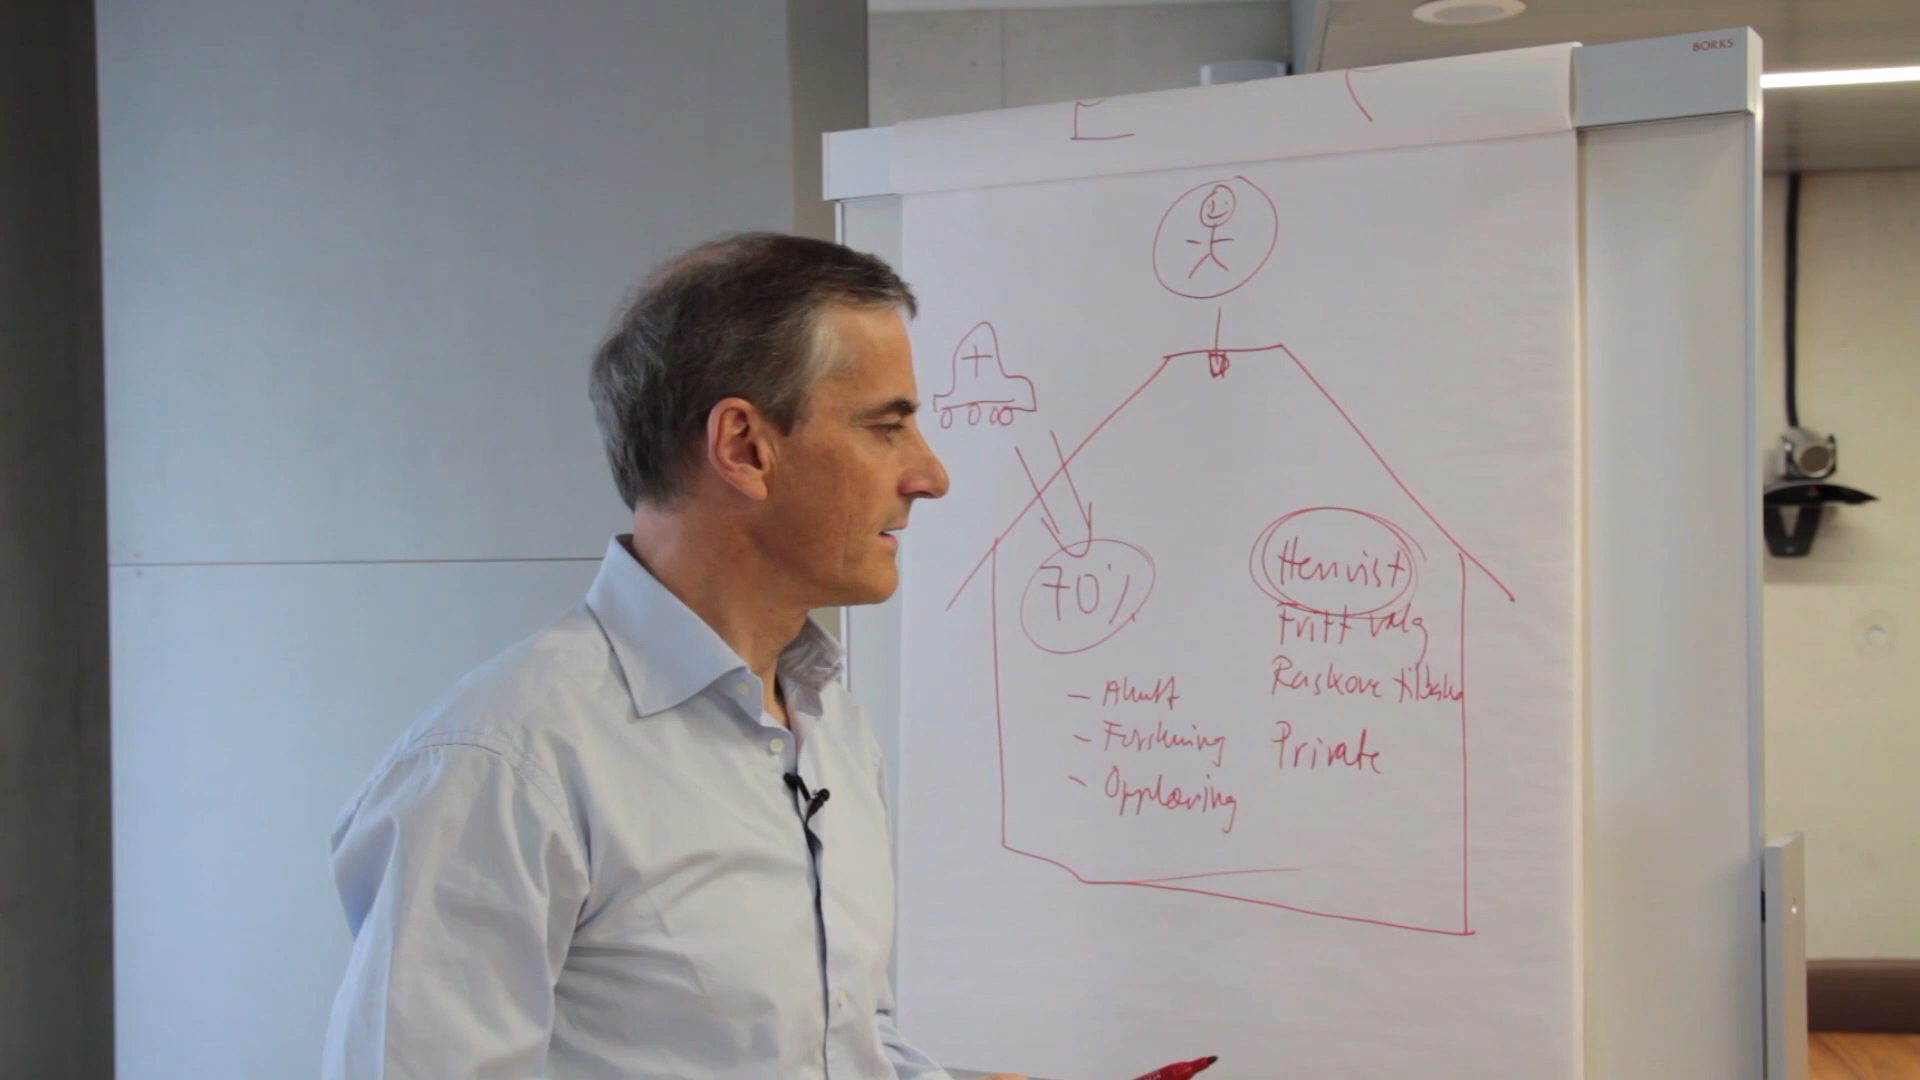 BORKS
70%
- Akutt
- Forskning
- Opplæring
Henvist
Fritt valg
Raskere tilbake
Private